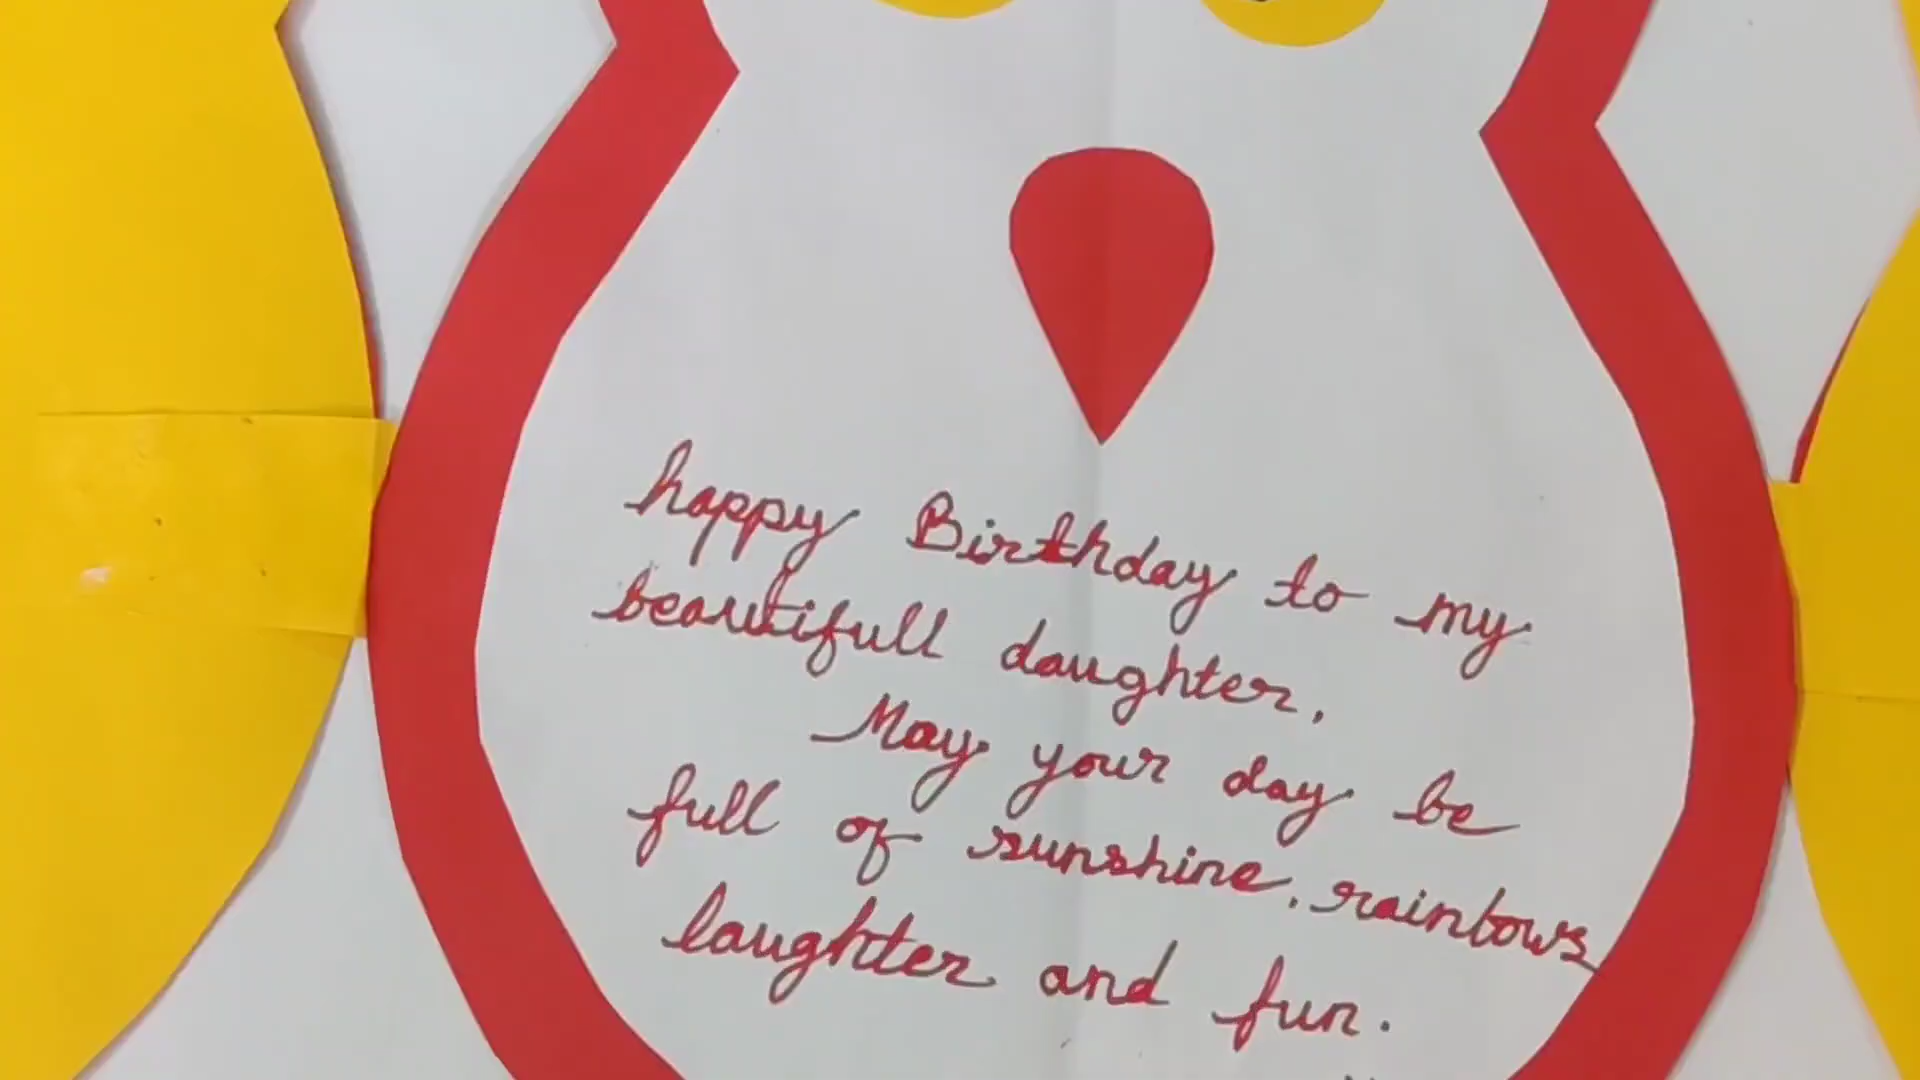 happy Birthday to my
beautifull daughter,
May your day be
full of sunshine, rainbows,
laughter and fun.